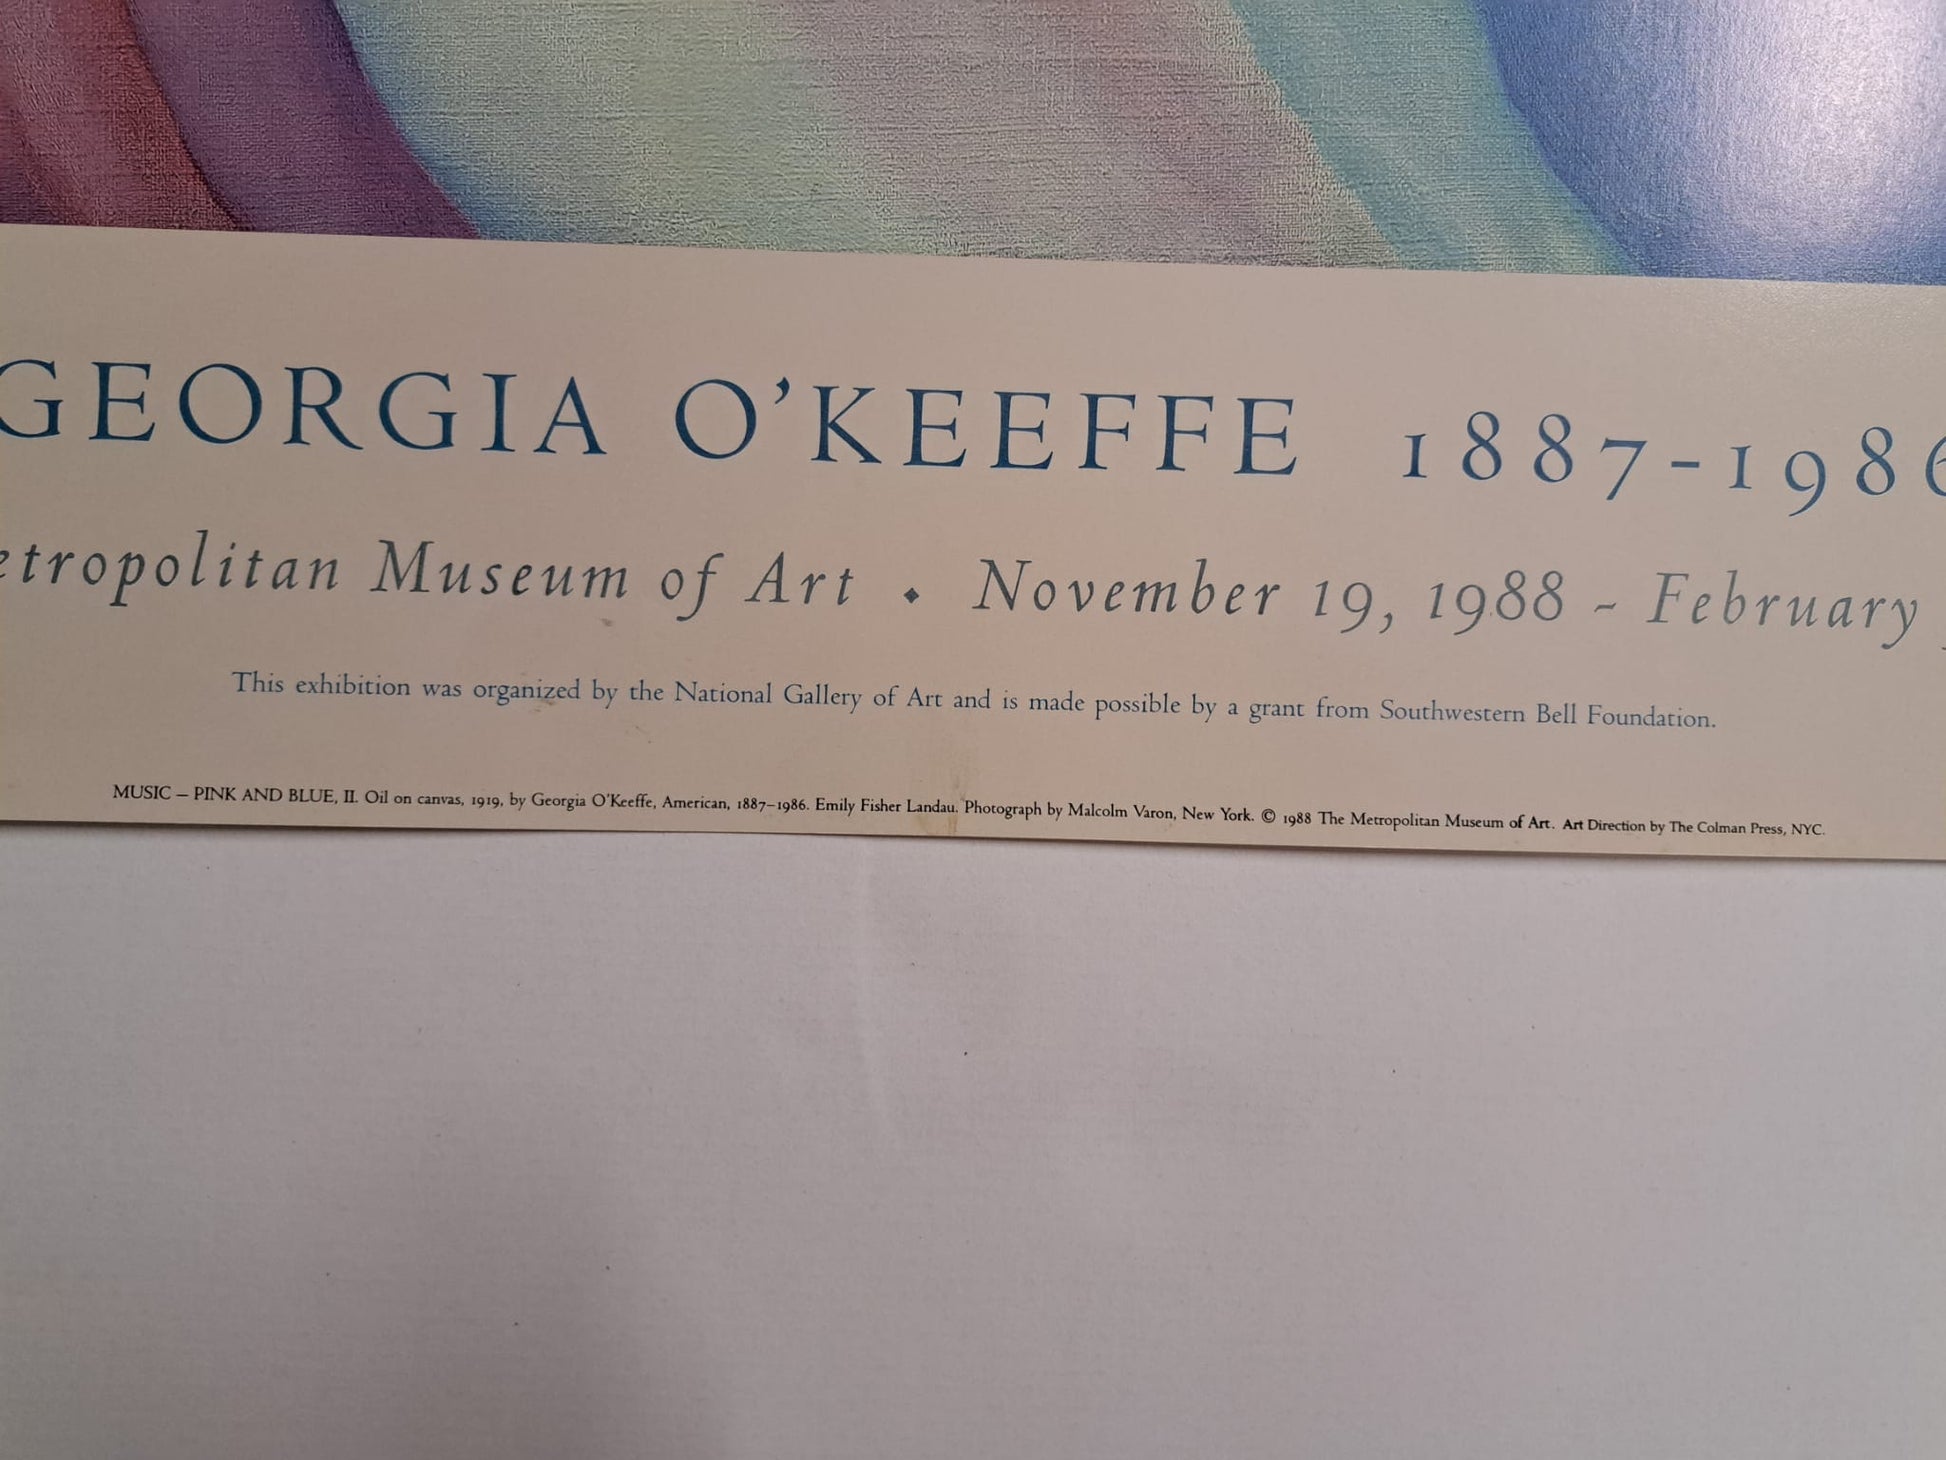 GEORGIA O'KEEFFE 1887-1986
etropolitan Museum of Art ⬩ November 19, 1988 ~ February
This exhibition was organized by the National Gallery of Art and is made possible by a grant from Southwestern Bell Foundation.
MUSIC – PINK AND BLUE, II. Oil on canvas, 1919, by Georgia O'Keeffe, American, 1887–1986. Emily Fisher Landau. Photograph by Malcolm Varon, New York. © 1988 The Metropolitan Museum of Art. Art Direction by The Colman Press, NYC.